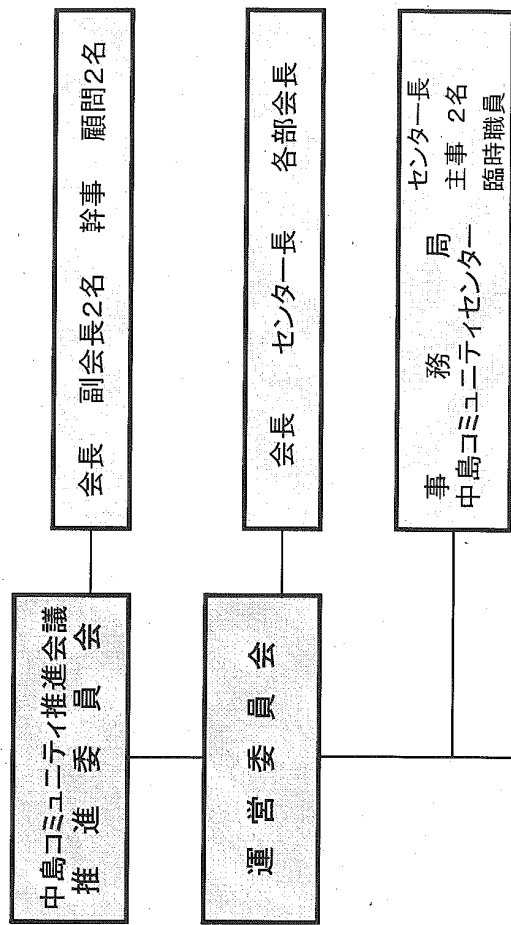 中島コミュニティ推進会議
推進委員会
会長 副会長2名 幹事 顧問2名
運営委員会
会長 センター長 各部会長
事務局
中島コミュニティセンター
センター長
主事 2名
臨時職員